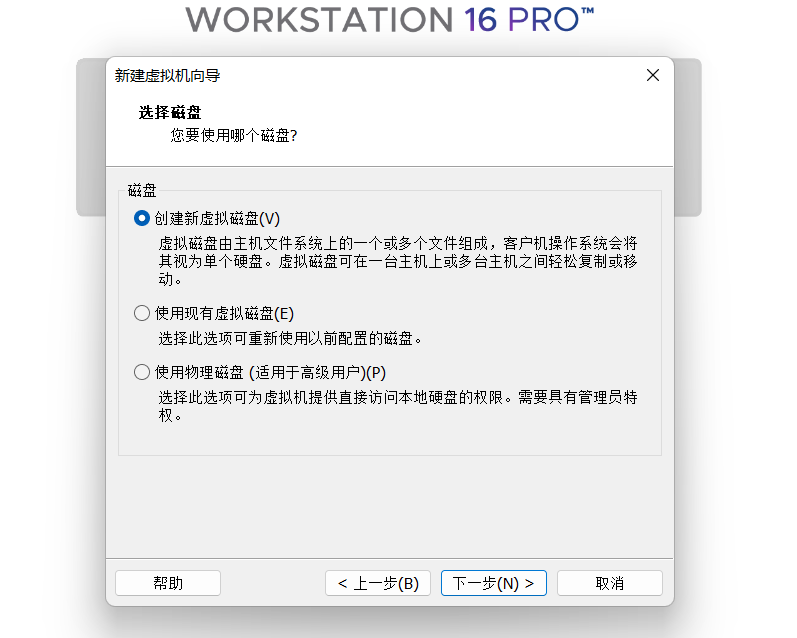 WORKSTATION 16 PRO™
新建虚拟机向导
选择磁盘
您要使用哪个磁盘?
磁盘
创建新虚拟磁盘(V)
虚拟磁盘由主机文件系统上的一个或多个文件组成，客户机操作系统会将
其视为单个硬盘。虚拟磁盘可在一台主机上或多台主机之间轻松复制或移
动。
使用现有虚拟磁盘(E)
选择此选项可重新使用以前配置的磁盘。
使用物理磁盘 (适用于高级用户)(P)
选择此选项可为虚拟机提供直接访问本地硬盘的权限。需要具有管理员特
权。
帮助
< 上一步(B)
下一步(N) >
取消